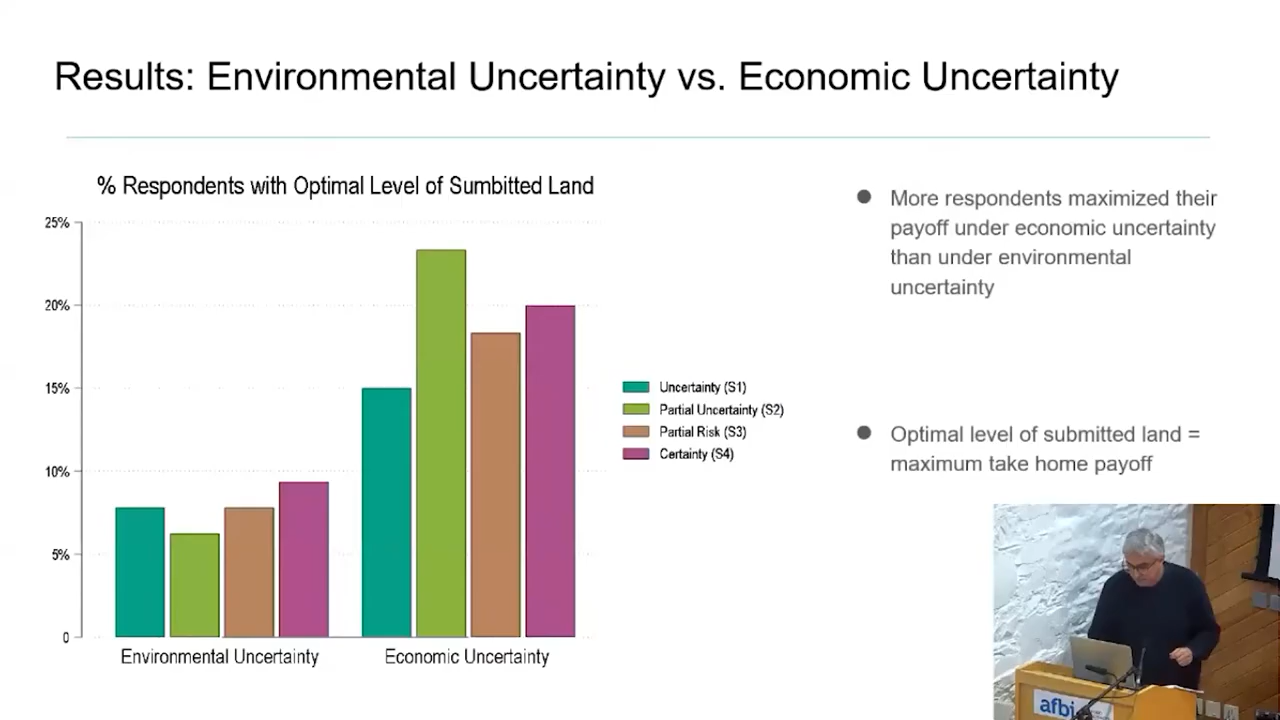 Results: Environmental Uncertainty vs. Economic Uncertainty
% Respondents with Optimal Level of Sumbitted Land
25%
20%
15%
10%
5%
0
Environmental Uncertainty
Economic Uncertainty
Uncertainty (S1)
Partial Uncertainty (S2)
Partial Risk (S3)
Certainty (S4)
More respondents maximized their
payoff under economic uncertainty
than under environmental
uncertainty
Optimal level of submitted land =
maximum take home payoff
afbi